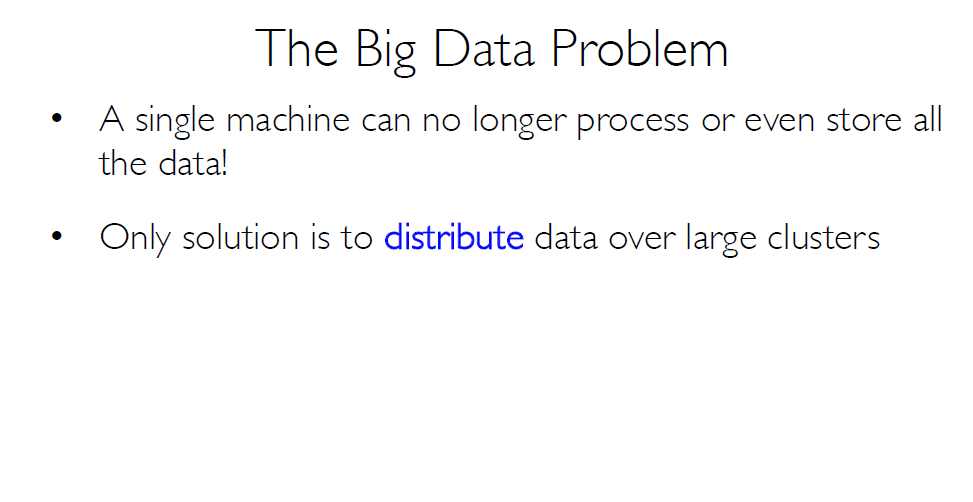 The Big Data Problem
• A single machine can no longer process or even store all
the data!
• Only solution is to distribute data over large clusters